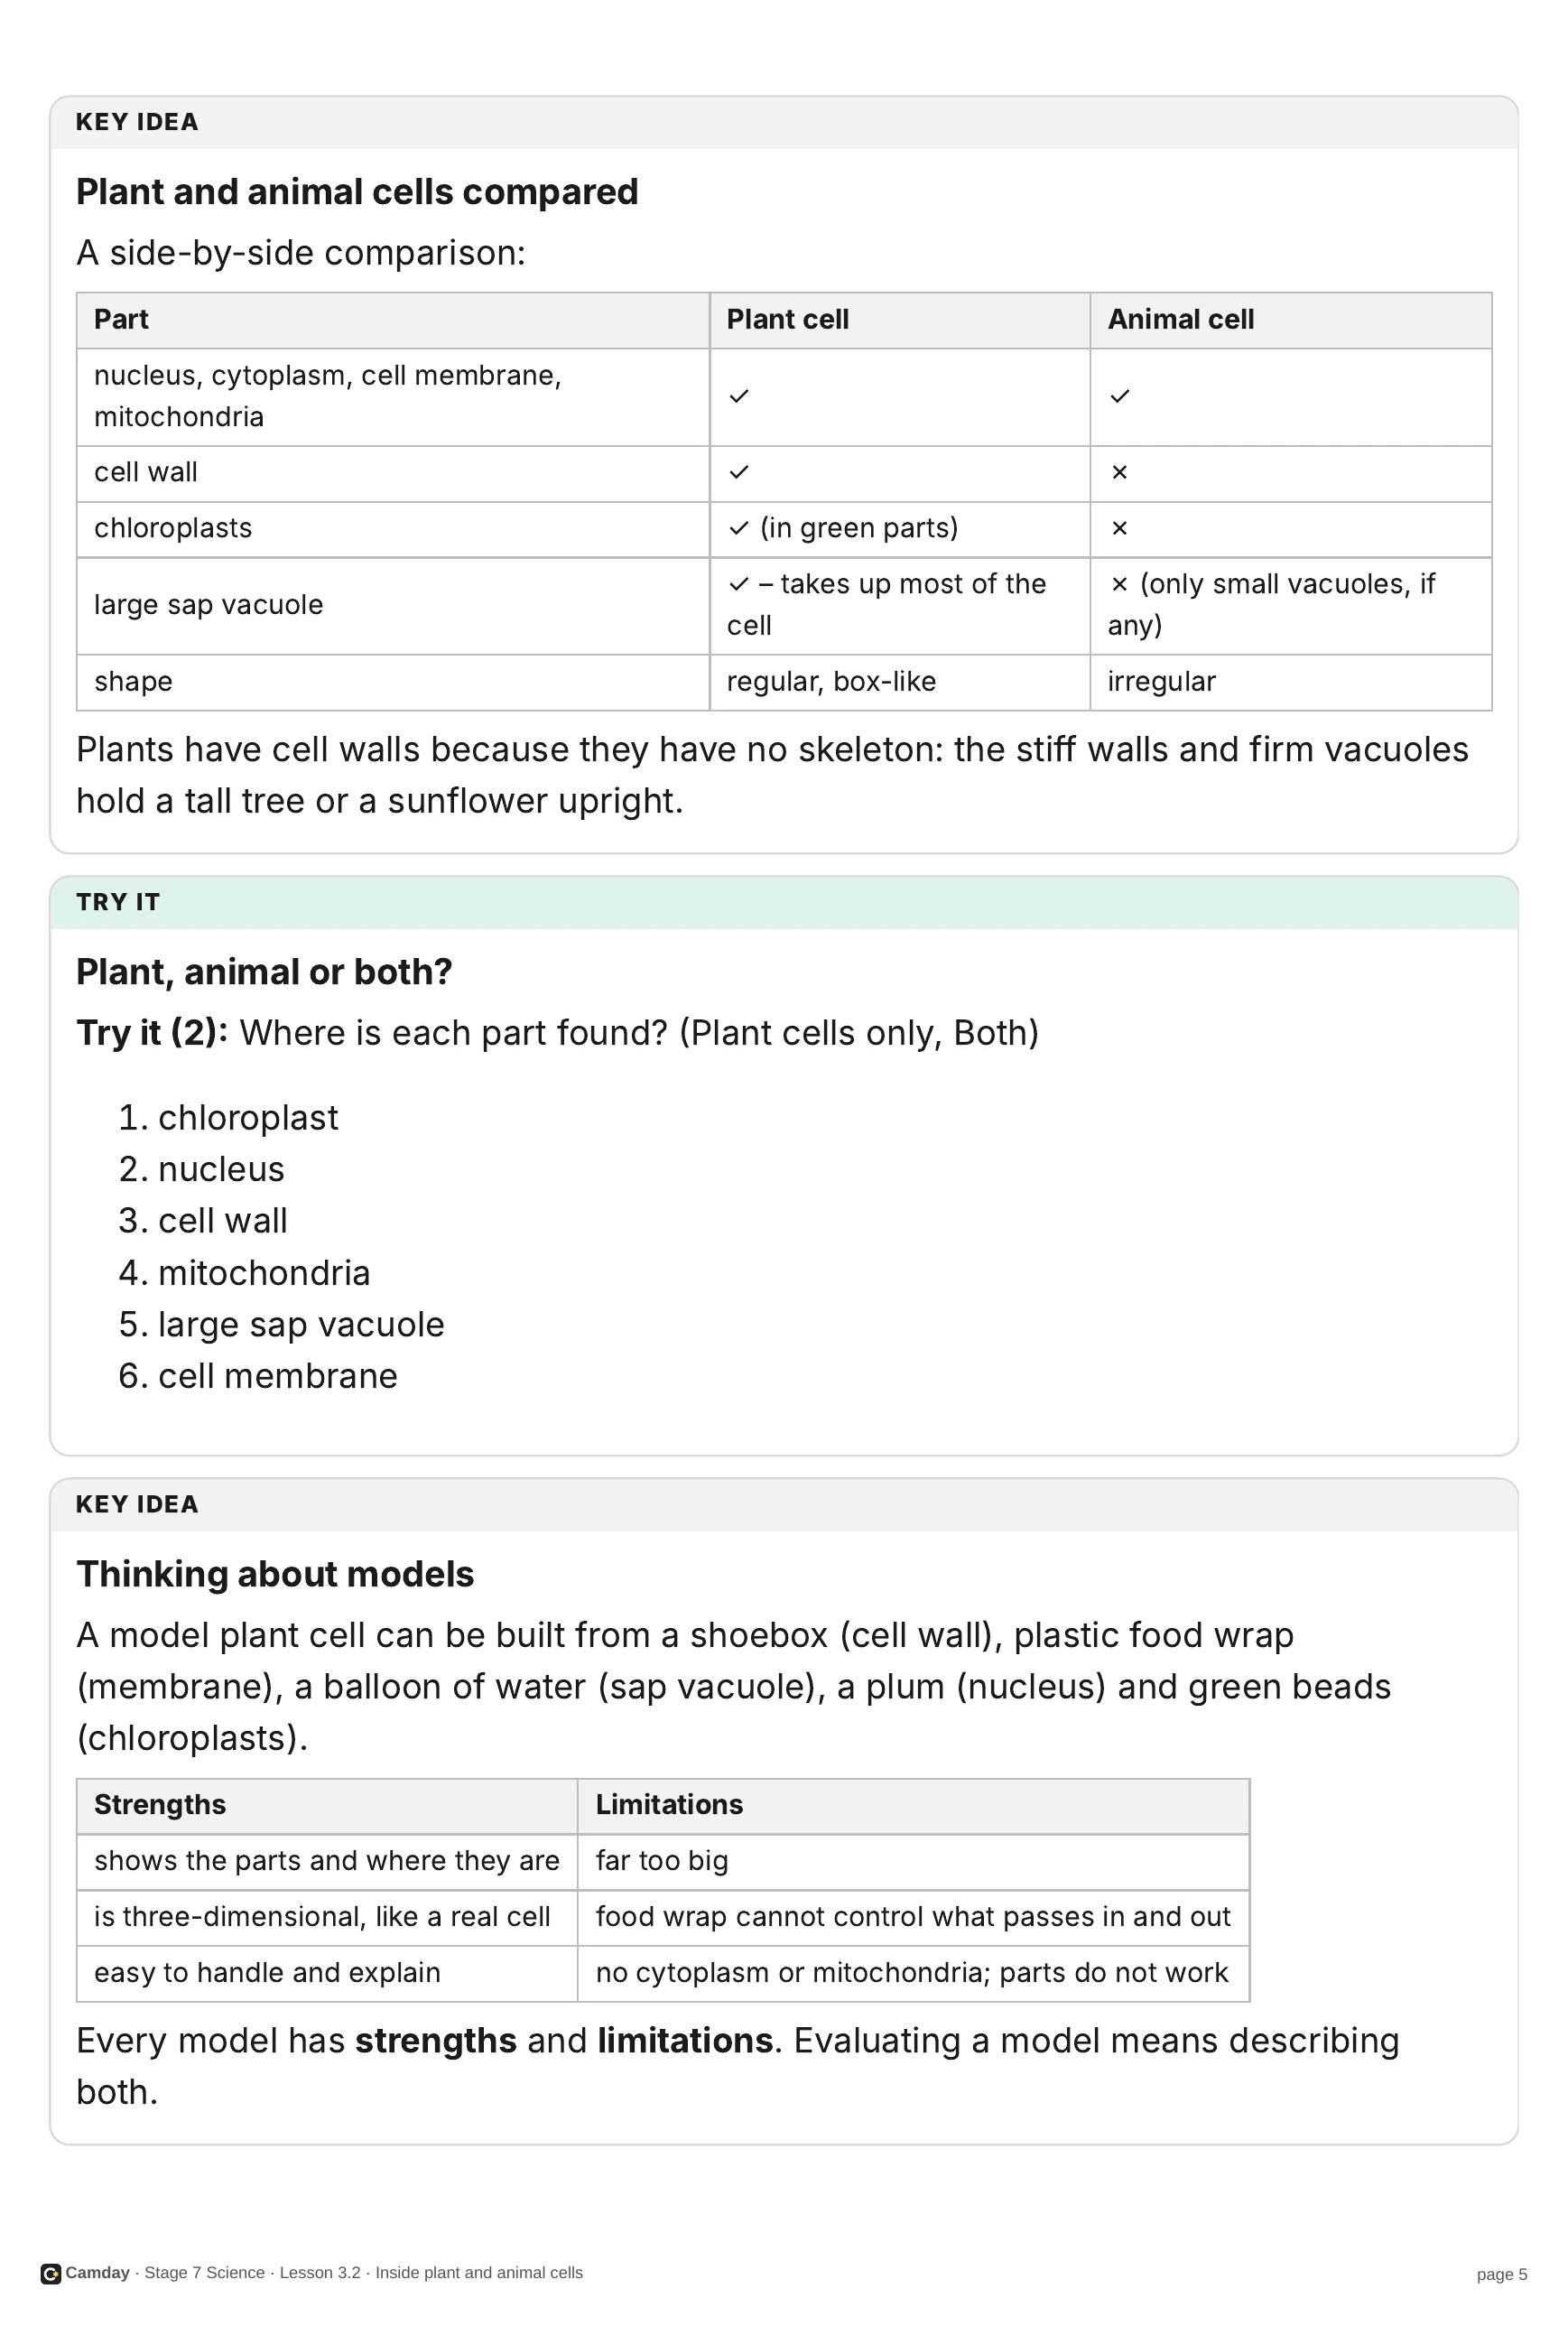 KEY IDEA
Plant and animal cells compared
A side-by-side comparison:
Part Plant cell Animal cell
nucleus, cytoplasm, cell membrane,
mitochondria ✓ ✓
cell wall ✓ ×
chloroplasts ✓ (in green parts) ×
large sap vacuole ✓ – takes up most of the
cell × (only small vacuoles, if
any)
shape regular, box-like irregular
Plants have cell walls because they have no skeleton: the stiff walls and firm vacuoles
hold a tall tree or a sunflower upright.
TRY IT
Plant, animal or both?
Try it (2): Where is each part found? (Plant cells only, Both)
1. chloroplast
2. nucleus
3. cell wall
4. mitochondria
5. large sap vacuole
6. cell membrane
KEY IDEA
Thinking about models
A model plant cell can be built from a shoebox (cell wall), plastic food wrap
(membrane), a balloon of water (sap vacuole), a plum (nucleus) and green beads
(chloroplasts).
Strengths Limitations
shows the parts and where they are far too big
is three-dimensional, like a real cell food wrap cannot control what passes in and out
easy to handle and explain no cytoplasm or mitochondria; parts do not work
Every model has strengths and limitations. Evaluating a model means describing
both.
Camday · Stage 7 Science · Lesson 3.2 · Inside plant and animal cells page 5